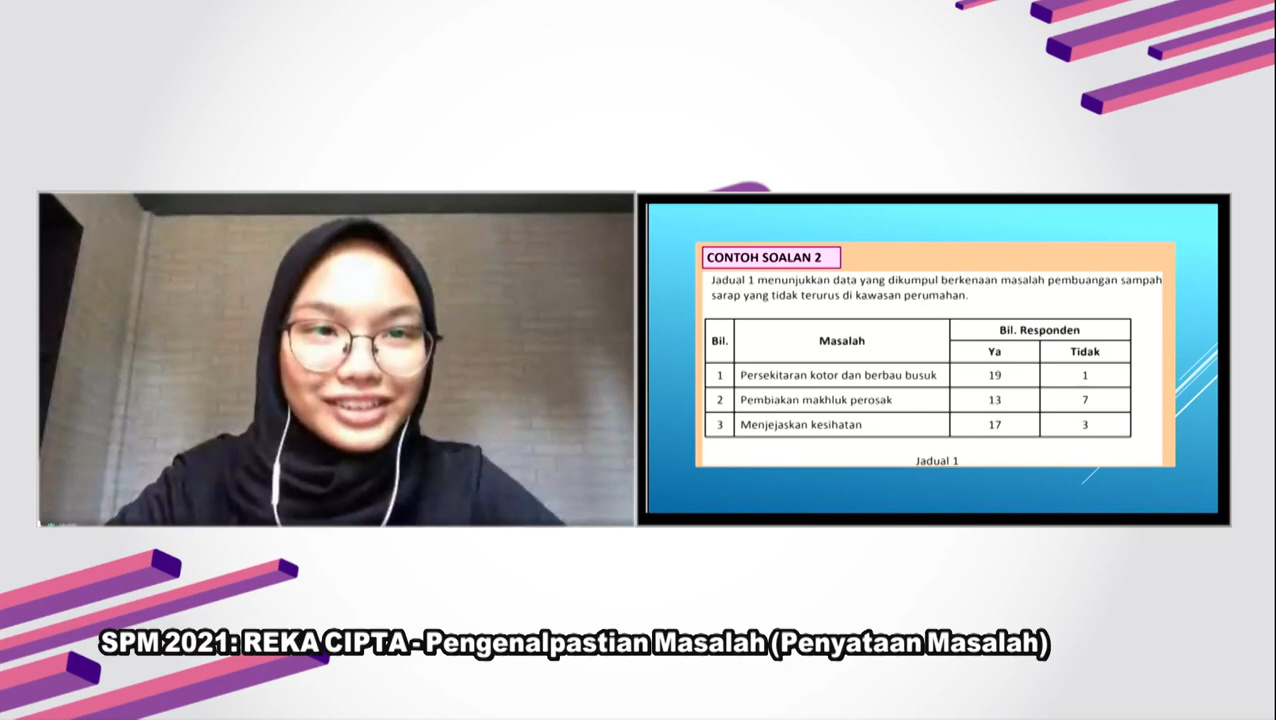 CONTOH SOALAN 2
Jadual 1 menunjukkan data yang dikumpul berkenaan masalah pembuangan sampah
sarap yang tidak terurus di kawasan perumahan.
Bil. Masalah Bil. Responden
Ya Tidak
1 Persekitaran kotor dan berbau busuk 19 1
2 Pembiakan makhluk perosak 13 7
3 Menjejaskan kesihatan 17 3
Jadual 1
SPM 2021: REKA CIPTA - Pengenalpastian Masalah (Penyataan Masalah)